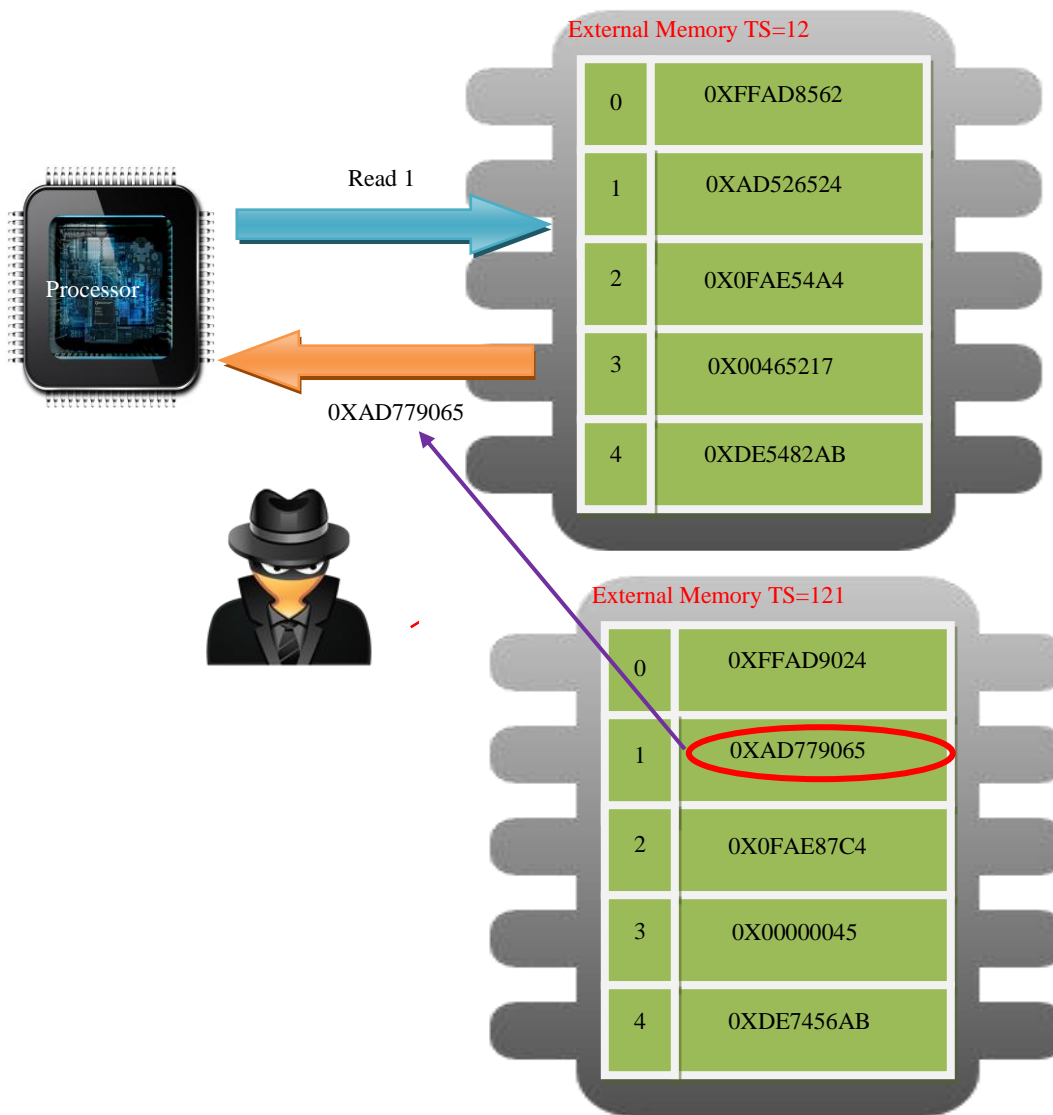 External Memory TS=12
0 0XFFAD8562
Read 1
1 0XAD526524
2 0X0FAE54A4
Processor
3 0X00465217
0XAD779065
4 0XDE5482AB
External Memory TS=121
0 0XFFAD9024
1 0XAD779065
2 0X0FAE87C4
3 0X00000045
4 0XDE7456AB